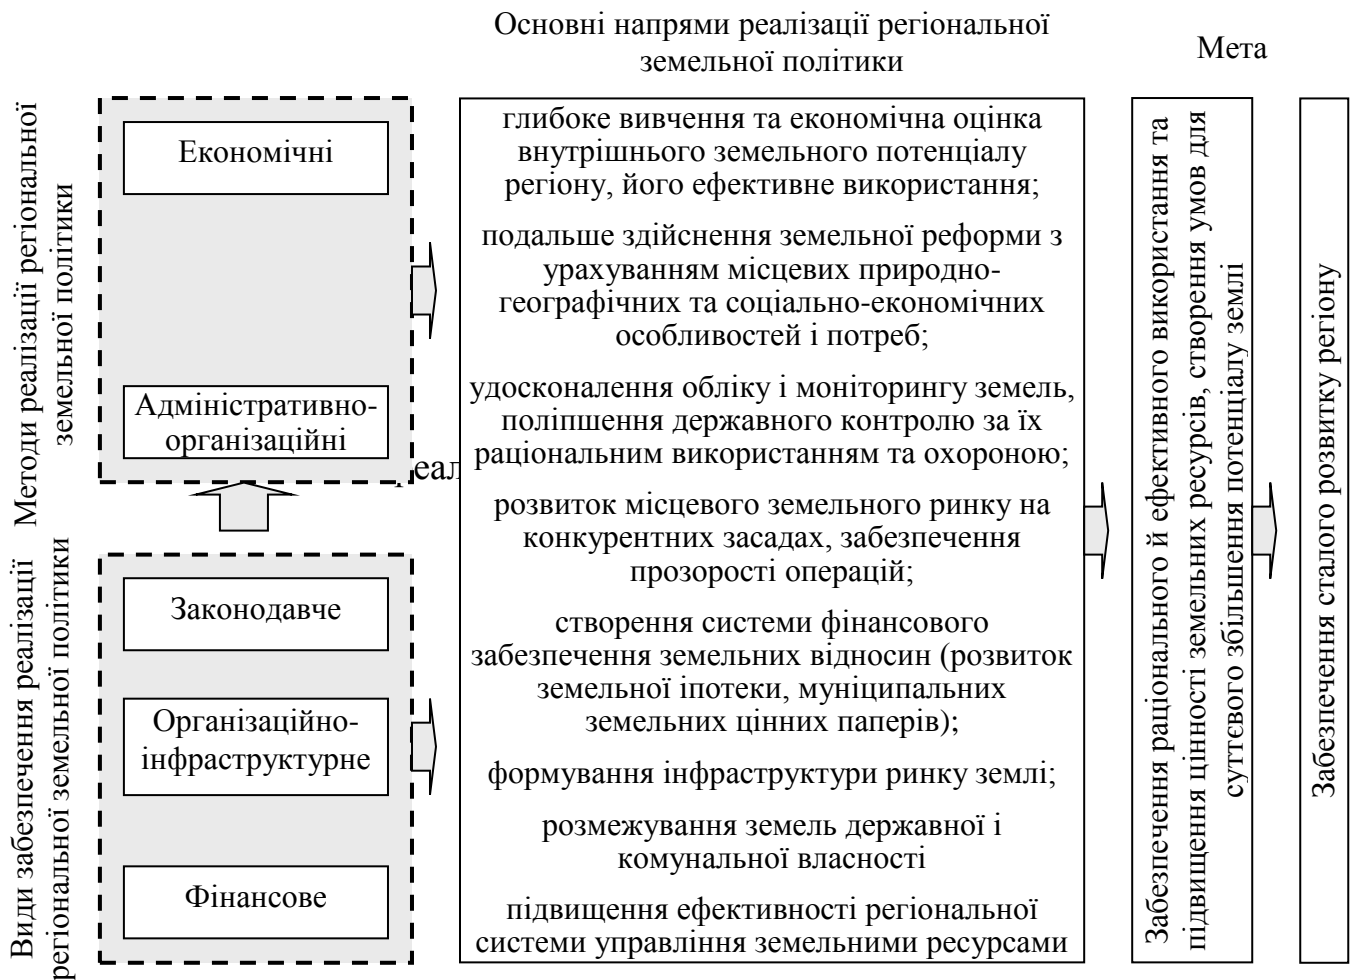 Основні напрями реалізації регіональної
земельної політики
Мета
Методи реалізації регіональної
земельної політики
Економічні
Адміністративно-
організаційні
Види забезпечення реалізації
регіональної земельної політики
Законодавче
Організаційно-
інфраструктурне
Фінансове
глибоке вивчення та економічна оцінка
внутрішнього земельного потенціалу
регіону, його ефективне використання;
подальше здійснення земельної реформи з
урахуванням місцевих природно-
географічних та соціально-економічних
особливостей і потреб;
удосконалення обліку і моніторингу земель,
поліпшення державного контролю за їх
раціональним використанням та охороною;
розвиток місцевого земельного ринку на
конкурентних засадах, забезпечення
прозорості операцій;
створення системи фінансового
забезпечення земельних відносин (розвиток
земельної іпотеки, муніципальних
земельних цінних паперів);
формування інфраструктури ринку землі;
розмежування земель державної і
комунальної власності
підвищення ефективності регіональної
системи управління земельними ресурсами
Забезпечення раціонального й ефективного використання та
підвищення цінності земельних ресурсів, створення умов для
суттєвого збільшення потенціалу землі
Забезпечення сталого розвитку регіону